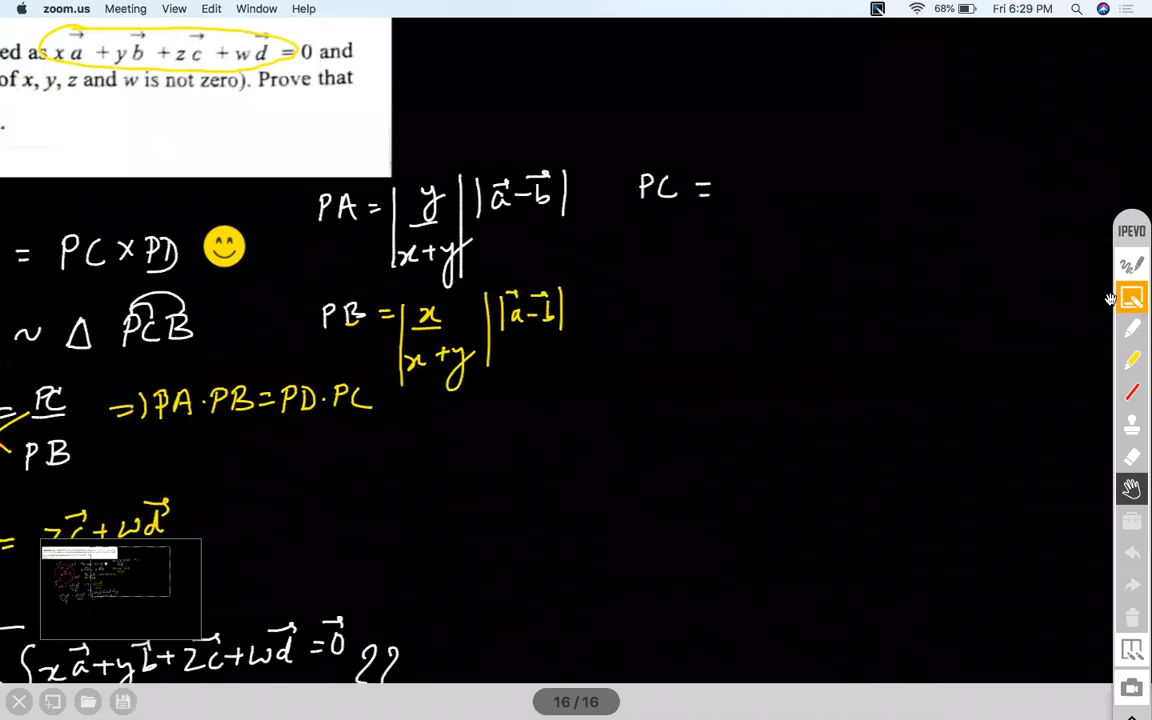 zoom.us Meeting View Edit Window Help 68% Fri 6:29 PM
ed as x a⃗ + y b⃗ + z c⃗ + w d⃗ = 0 and
of x, y, z and w is not zero). Prove that
.
IPEVO
PA = |y/(x+y)| |a⃗ - b⃗| PC =
= PC × PD
PB = |x/(x+y)| |a⃗ - b⃗|
~ Δ PCB
= PC/PB => PA · PB = PD · PC
= zc⃗ + wd⃗
{xa⃗ + yb⃗ + zc⃗ + wd⃗ = 0⃗ }}
16 / 16